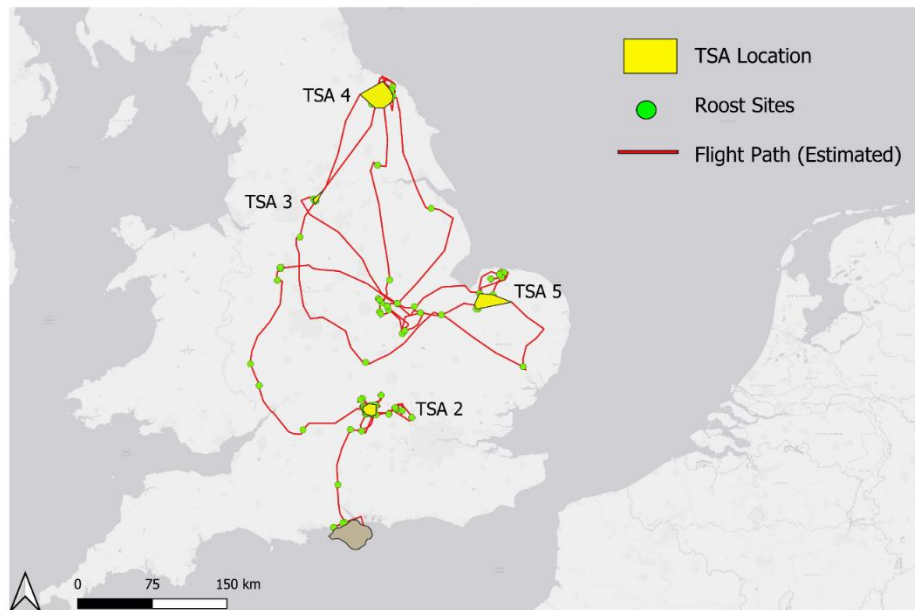 TSA Location
Roost Sites
Flight Path (Estimated)
TSA 4
TSA 3
TSA 5
TSA 2
0 75 150 km